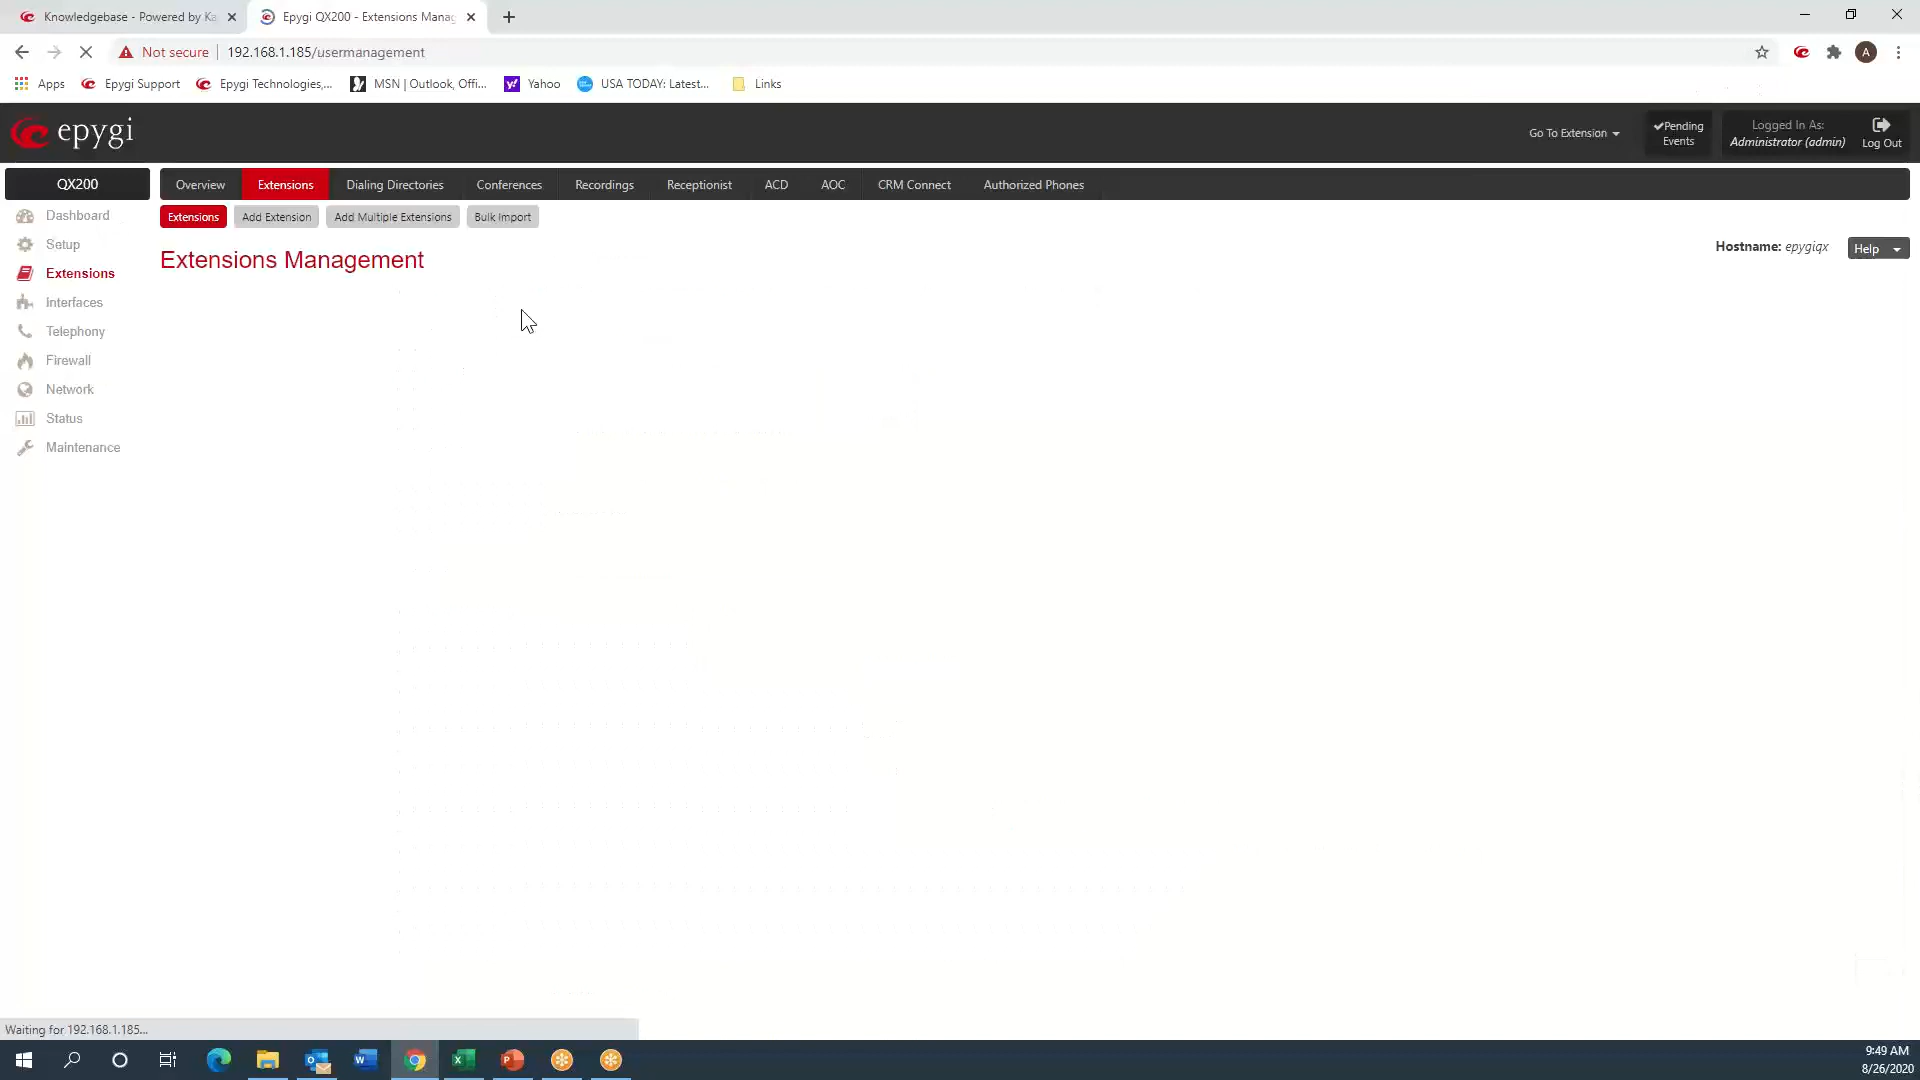 Knowledgebase - Powered by Ka
Epygi QX200 - Extensions Manag
Not secure
192.168.1.185/usermanagement
A
Apps
Epygi Support
Epygi Technologies,...
MSN | Outlook, Offi...
Yahoo
USA TODAY: Latest...
Links
epygi
Go To Extension
Pending
Events
Logged In As:
Administrator (admin)
Log Out
QX200
Overview
Extensions
Dialing Directories
Conferences
Recordings
Receptionist
ACD
AOC
CRM Connect
Authorized Phones
Dashboard
Setup
Extensions
Interfaces
Telephony
Firewall
Network
Status
Maintenance
Extensions
Add Extension
Add Multiple Extensions
Bulk Import
Extensions Management
Hostname: epygiqx
Help
Waiting for 192.168.1.185...
9:49 AM
8/26/2020